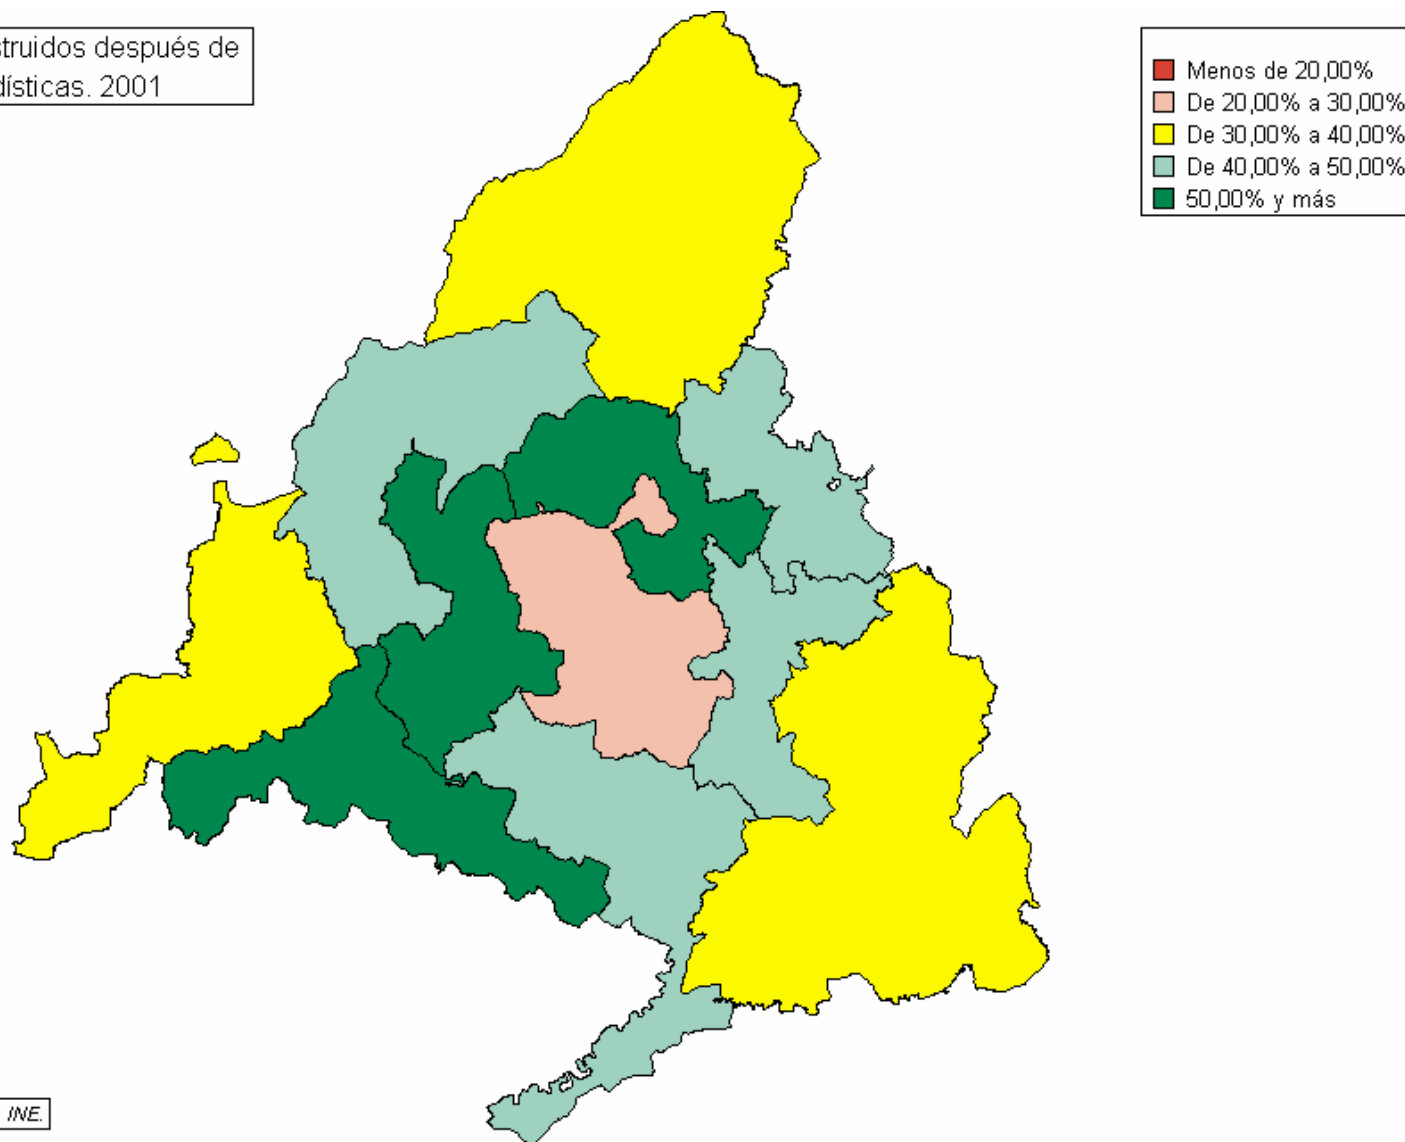 truidos después de
dísticas. 2001
Menos de 20,00%
De 20,00% a 30,00%
De 30,00% a 40,00%
De 40,00% a 50,00%
50,00% y más
INE.